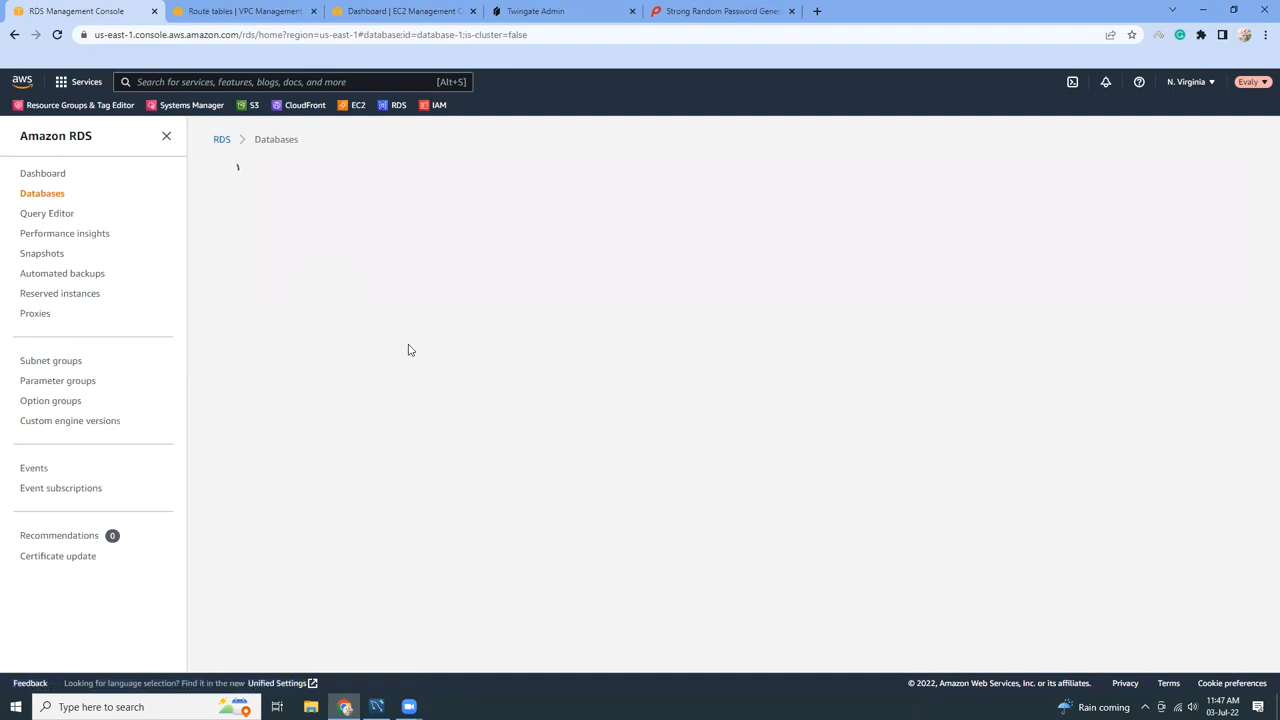 RDS Management Console
Route tables | VPC Management
Dashboard | EC2 Management C
Twingate Admin
Strong Random Password Gener
us-east-1.console.aws.amazon.com/rds/home?region=us-east-1#database:id=database-1;is-cluster=false
aws
Services
Search for services, features, blogs, docs, and more
[Alt+S]
N. Virginia
Evaly
Resource Groups & Tag Editor
Systems Manager
S3
CloudFront
EC2
RDS
IAM
Amazon RDS
RDS
Databases
Dashboard
Databases
Query Editor
Performance insights
Snapshots
Automated backups
Reserved instances
Proxies
Subnet groups
Parameter groups
Option groups
Custom engine versions
Events
Event subscriptions
Recommendations 0
Certificate update
Feedback
Looking for language selection? Find it in the new Unified Settings
© 2022, Amazon Web Services, Inc. or its affiliates.
Privacy
Terms
Cookie preferences
Type here to search
Rain coming
11:47 AM
03-Jul-22